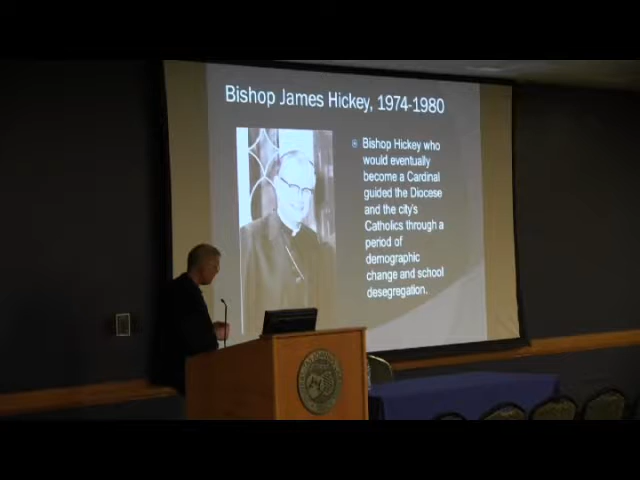 Bishop James Hickey, 1974-1980
Bishop Hickey who
would eventually
become a Cardinal
guided the Diocese
and the city's
Catholics through a
period of
demographic
change and school
desegregation.